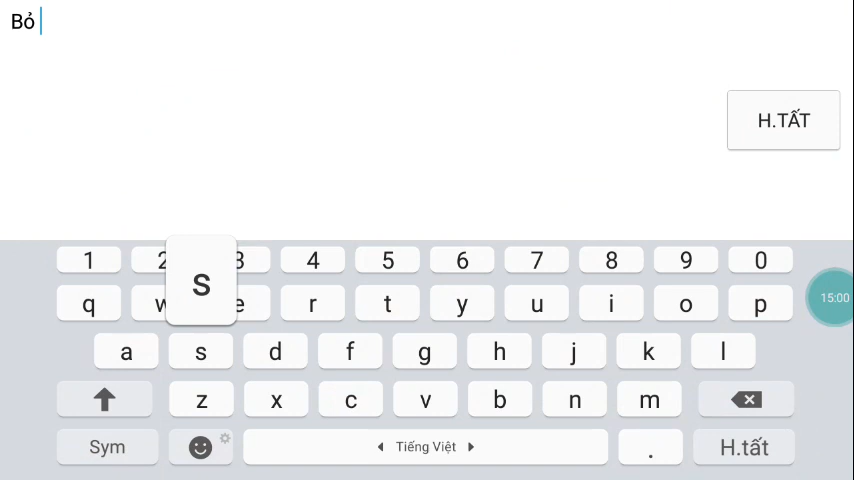 Bỏ
H.TẤT
s
1 2 3 4 5 6 7 8 9 0
q w e r t y u i o p
15:00
a s d f g h j k l
z x c v b n m
Sym Tiếng Việt . H.tất